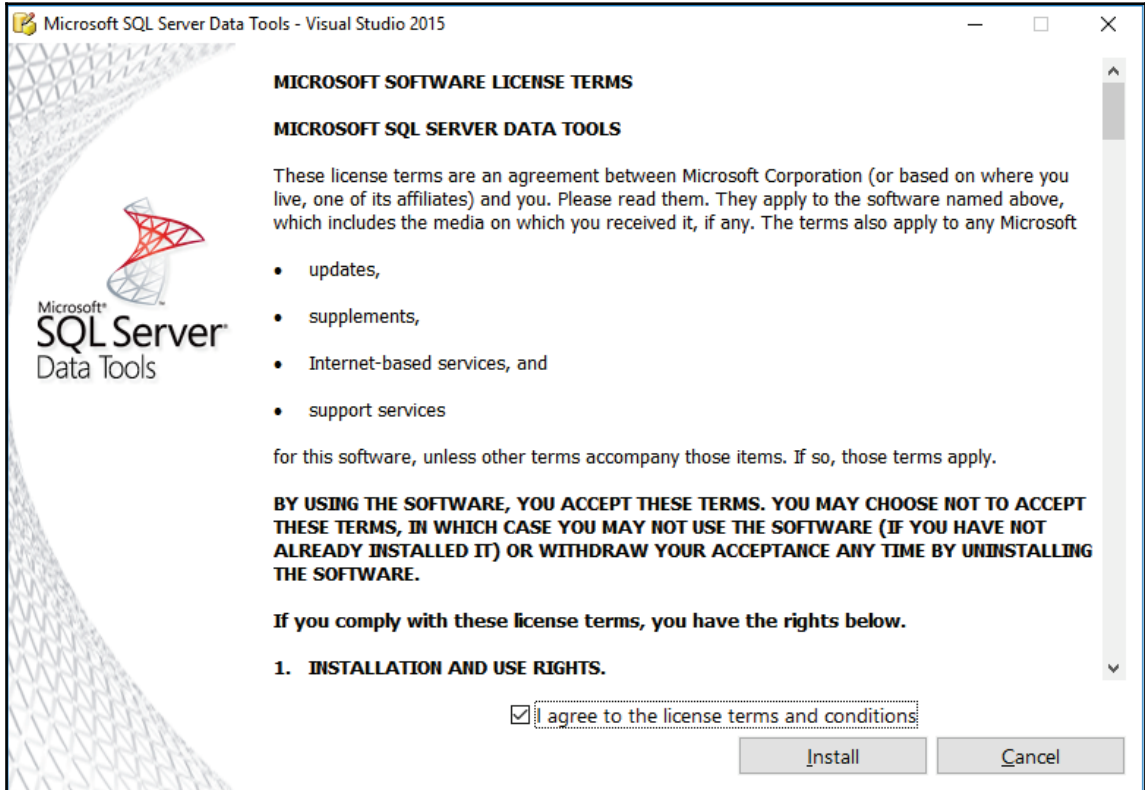 Microsoft SQL Server Data Tools - Visual Studio 2015
MICROSOFT SOFTWARE LICENSE TERMS
MICROSOFT SQL SERVER DATA TOOLS
These license terms are an agreement between Microsoft Corporation (or based on where you
live, one of its affiliates) and you. Please read them. They apply to the software named above,
which includes the media on which you received it, if any. The terms also apply to any Microsoft
• updates,
• supplements,
• Internet-based services, and
• support services
for this software, unless other terms accompany those items. If so, those terms apply.
BY USING THE SOFTWARE, YOU ACCEPT THESE TERMS. YOU MAY CHOOSE NOT TO ACCEPT
THESE TERMS, IN WHICH CASE YOU MAY NOT USE THE SOFTWARE (IF YOU HAVE NOT
ALREADY INSTALLED IT) OR WITHDRAW YOUR ACCEPTANCE ANY TIME BY UNINSTALLING
THE SOFTWARE.
If you comply with these license terms, you have the rights below.
1. INSTALLATION AND USE RIGHTS.
Microsoft®
SQL Server®
Data Tools
I agree to the license terms and conditions
Install
Cancel